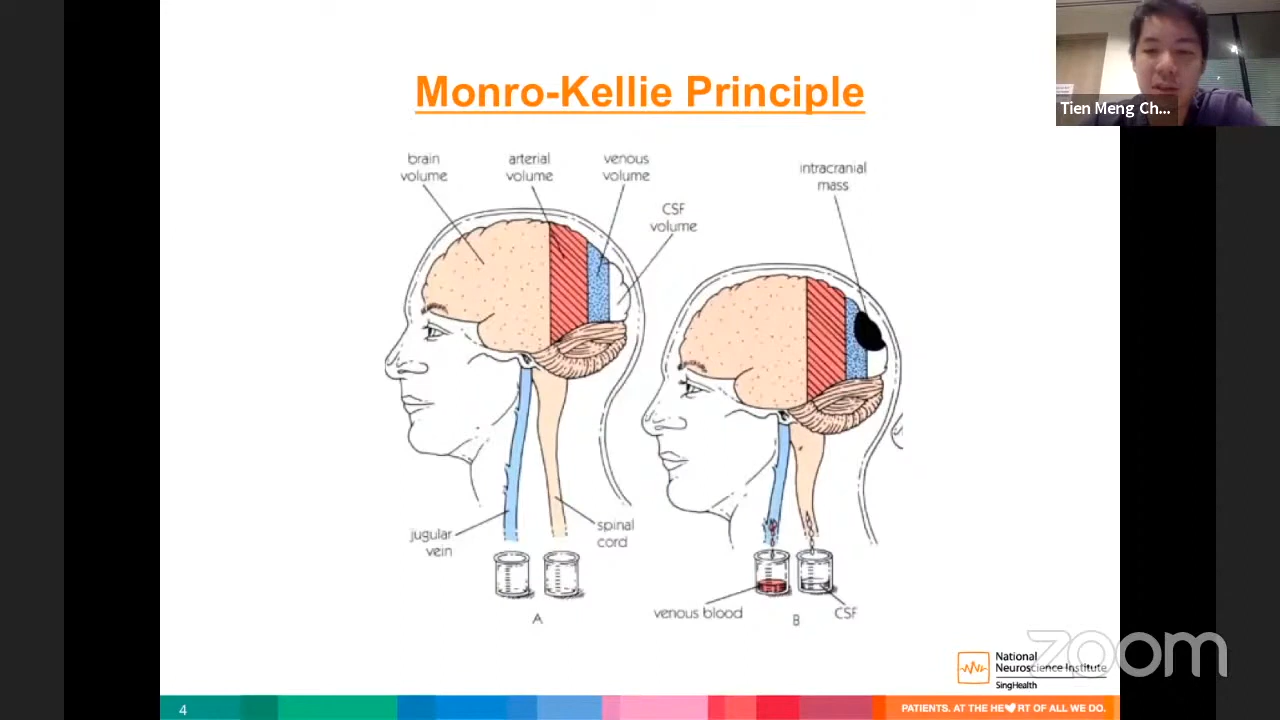 Monro-Kellie Principle
Tien Meng Ch...
brain
volume
arterial
volume
venous
volume
CSF
volume
intracranial
mass
jugular
vein
spinal
cord
A
venous blood
B
CSF
zoom
National
Neuroscience Institute
SingHealth
4
PATIENTS. AT THE HE RT OF ALL WE DO.